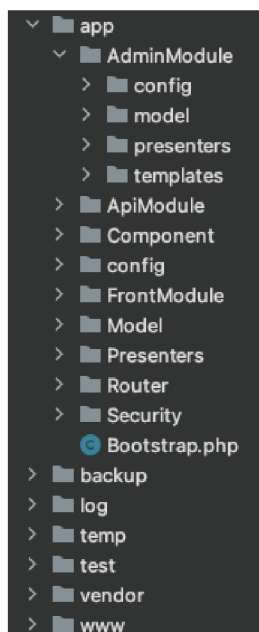 app
AdminModule
config
model
presenters
templates
ApiModule
Component
config
FrontModule
Model
Presenters
Router
Security
C Bootstrap.php
backup
log
temp
test
vendor
www